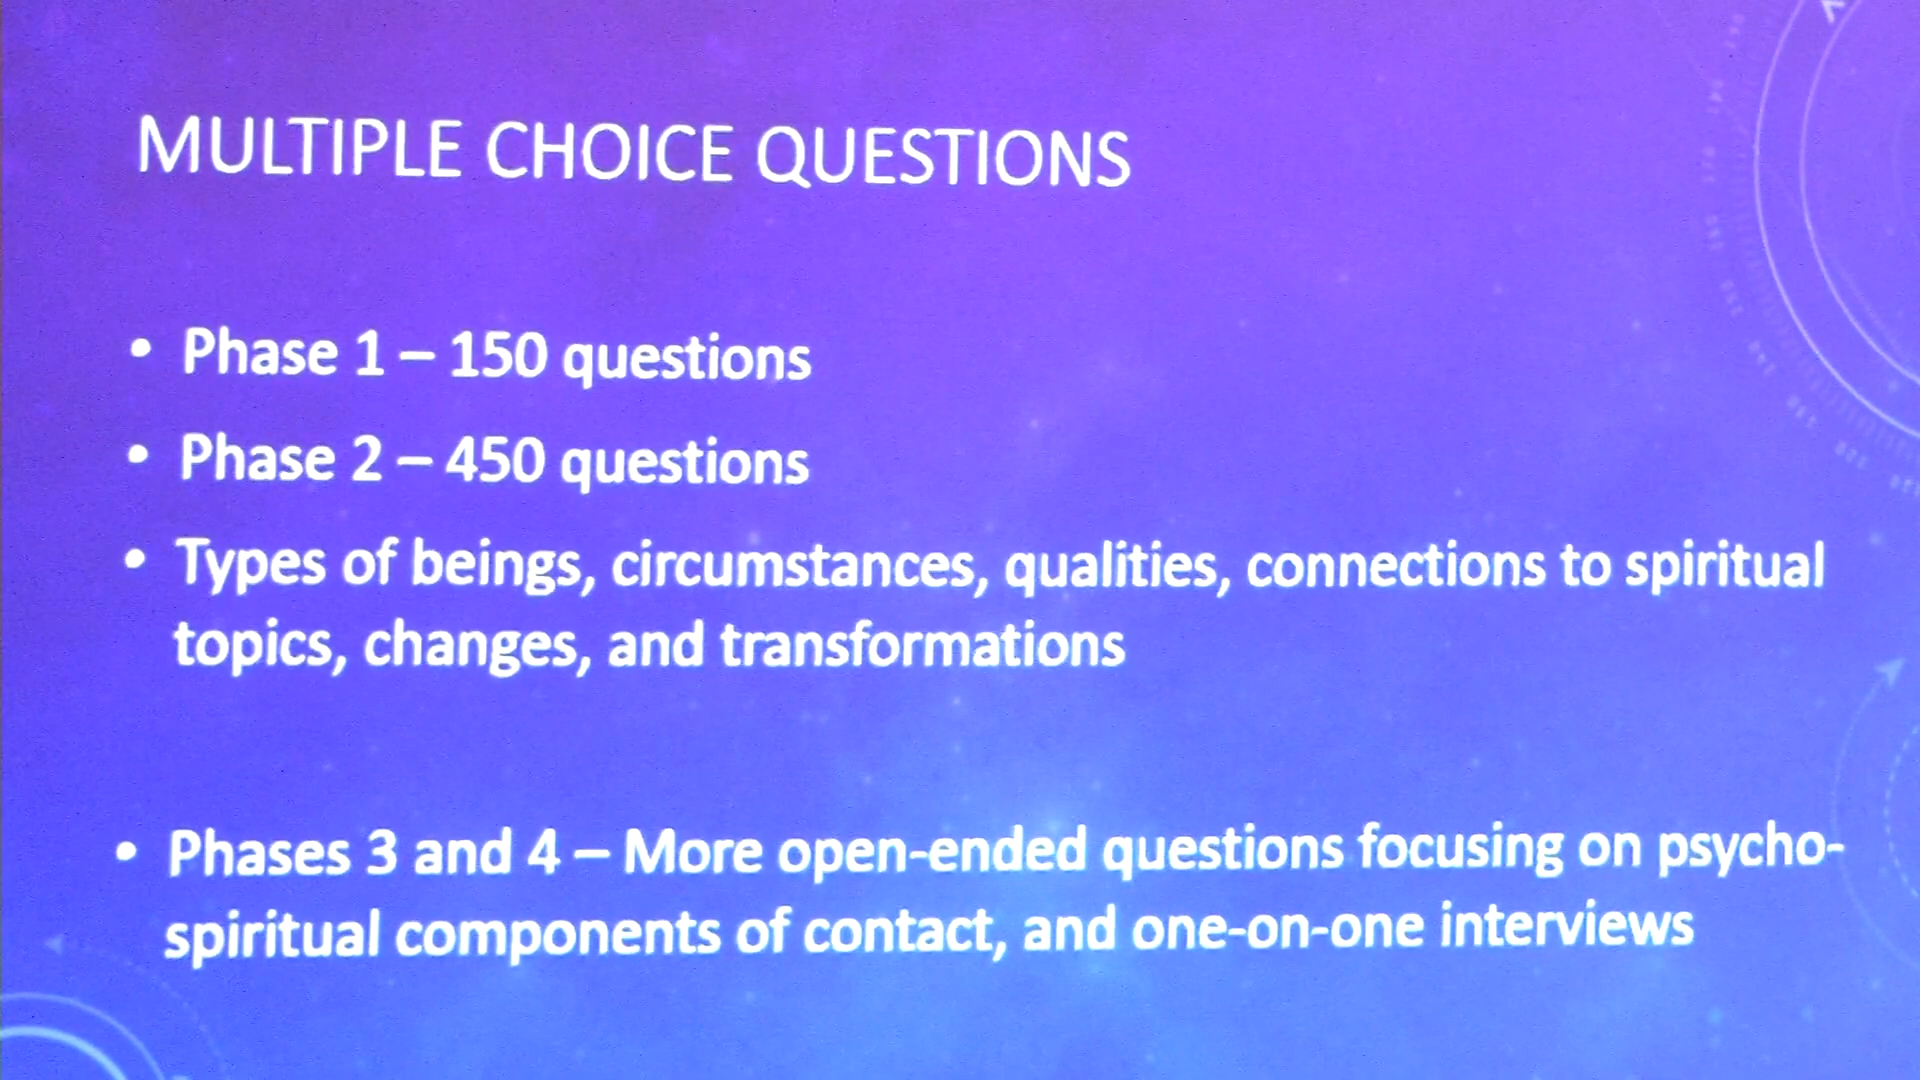 MULTIPLE CHOICE QUESTIONS
• Phase 1 – 150 questions
• Phase 2 – 450 questions
• Types of beings, circumstances, qualities, connections to spiritual
topics, changes, and transformations
• Phases 3 and 4 – More open-ended questions focusing on psycho-
spiritual components of contact, and one-on-one interviews